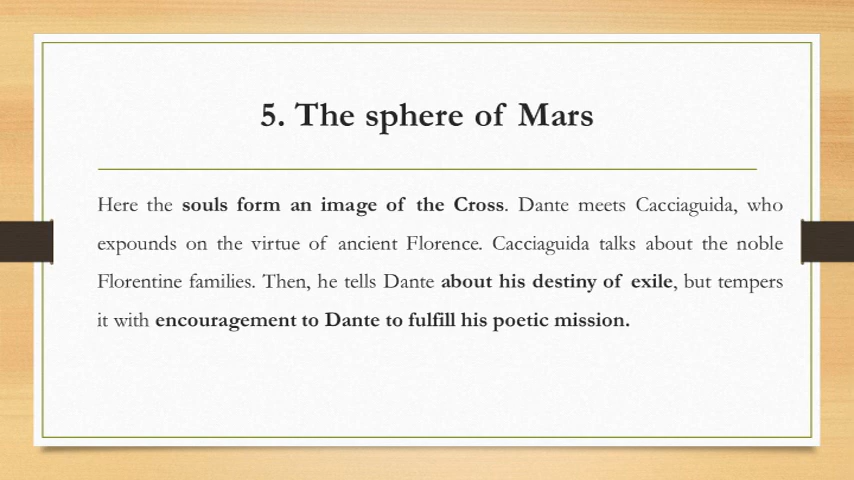 5. The sphere of Mars
Here the souls form an image of the Cross. Dante meets Cacciaguida, who
expounds on the virtue of ancient Florence. Cacciaguida talks about the noble
Florentine families. Then, he tells Dante about his destiny of exile, but tempers
it with encouragement to Dante to fulfill his poetic mission.